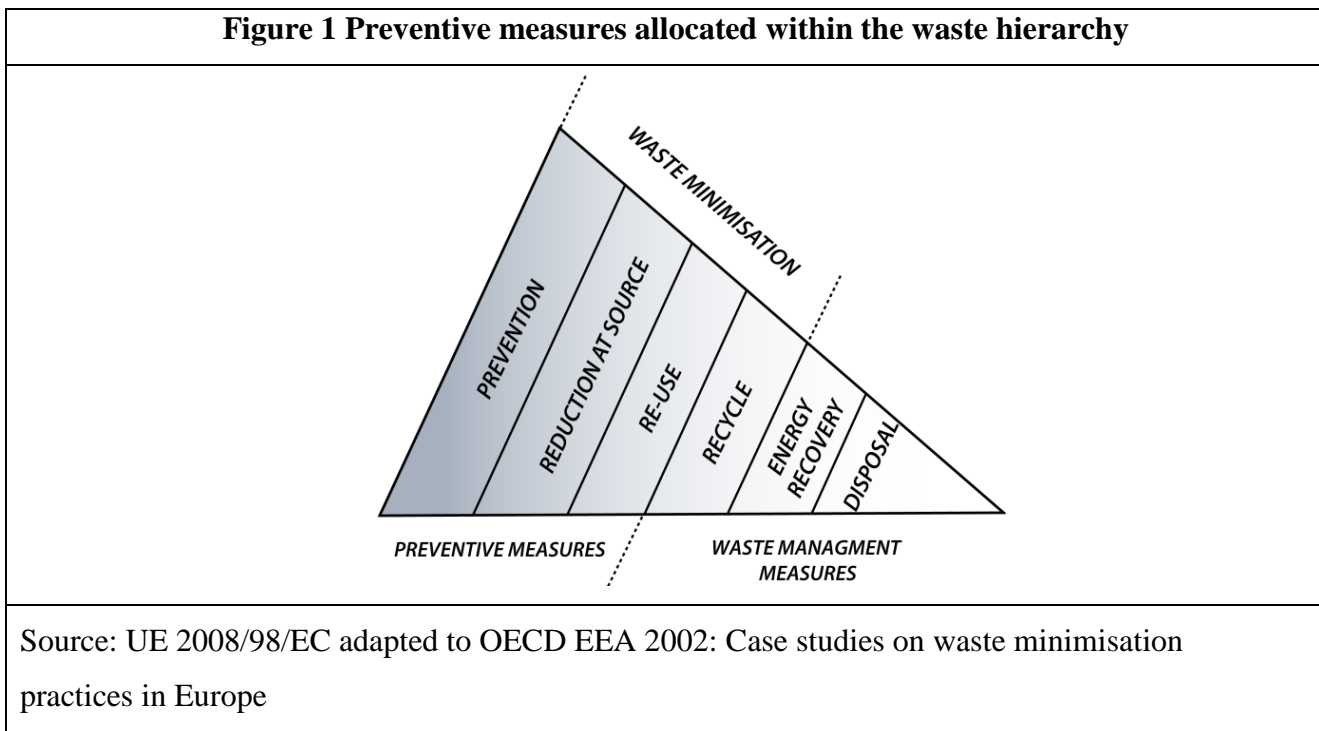 Figure 1 Preventive measures allocated within the waste hierarchy
WASTE MINIMISATION
PREVENTION
REDUCTION AT SOURCE
RE-USE
RECYCLE
ENERGY
RECOVERY
DISPOSAL
PREVENTIVE MEASURES
WASTE MANAGMENT
MEASURES
Source: UE 2008/98/EC adapted to OECD EEA 2002: Case studies on waste minimisation
practices in Europe